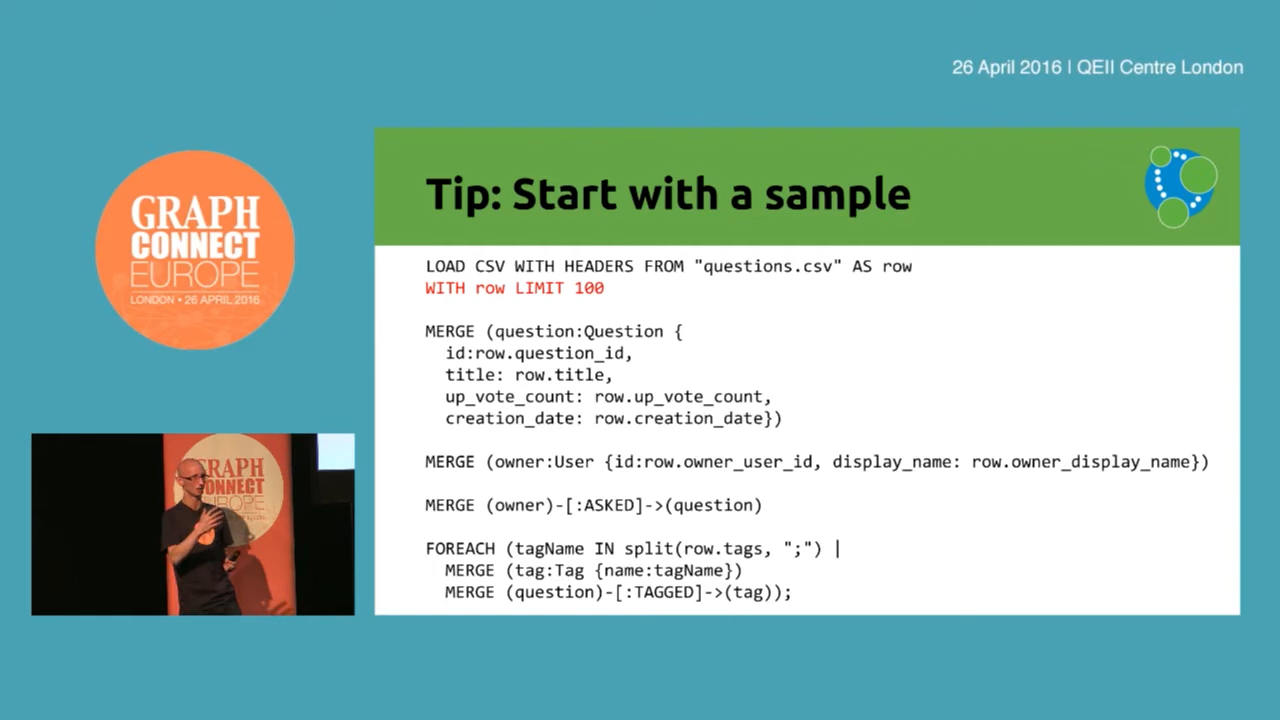 26 April 2016 | QEII Centre London
GRAPH
CONNECT
EUROPE
LONDON • 26 APRIL 2016
Tip: Start with a sample
LOAD CSV WITH HEADERS FROM "questions.csv" AS row
WITH row LIMIT 100
MERGE (question:Question {
id:row.question_id,
title: row.title,
up_vote_count: row.up_vote_count,
creation_date: row.creation_date})
MERGE (owner:User {id:row.owner_user_id, display_name: row.owner_display_name})
MERGE (owner)-[:ASKED]->(question)
FOREACH (tagName IN split(row.tags, ";") |
MERGE (tag:Tag {name:tagName})
MERGE (question)-[:TAGGED]->(tag));
GRAPH
CONNECT
EUROPE